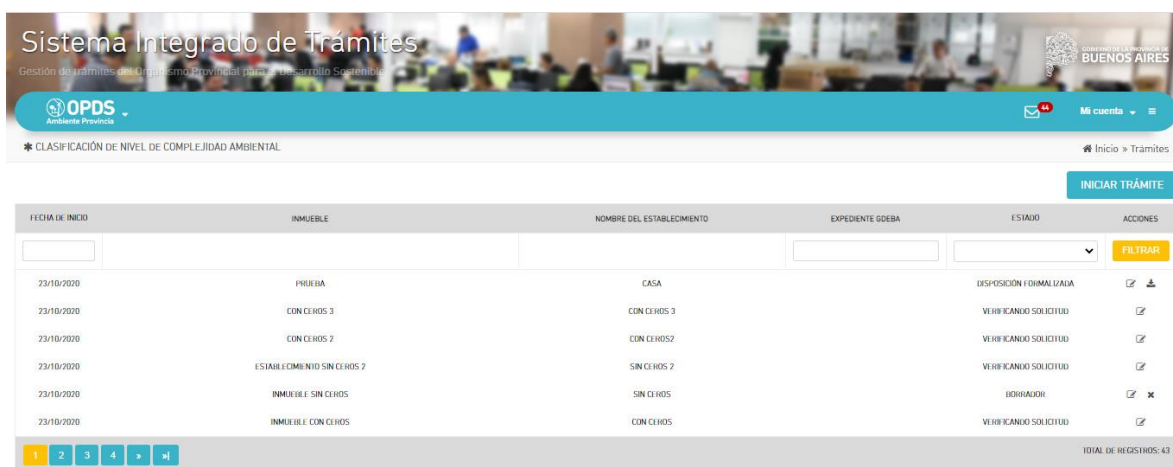 Sistema Integrado de Trámites
Gestión de trámites del Organismo Provincial para el Desarrollo Sostenible
GOBIERNO DE LA PROVINCIA DE
BUENOS AIRES
OPDS
Ambiente Provincia
44
Mi cuenta
CLASIFICACIÓN DE NIVEL DE COMPLEJIDAD AMBIENTAL
Inicio » Trámites
INICIAR TRÁMITE
FECHA DE INICIO INMUEBLE NOMBRE DEL ESTABLECIMIENTO EXPEDIENTE GDEBA ESTADO ACCIONES
FILTRAR
23/10/2020 PRUEBA CASA DISPOSICIÓN FORMALIZADA
23/10/2020 CON CEROS 3 CON CEROS 3 VERIFICANDO SOLICITUD
23/10/2020 CON CEROS 2 CON CEROS2 VERIFICANDO SOLICITUD
23/10/2020 ESTABLECIMIENTO SIN CEROS 2 SIN CEROS 2 VERIFICANDO SOLICITUD
23/10/2020 INMUEBLE SIN CEROS SIN CEROS BORRADOR
23/10/2020 INMUEBLE CON CEROS CON CEROS VERIFICANDO SOLICITUD
1 2 3 4 » »|
TOTAL DE REGISTROS: 43